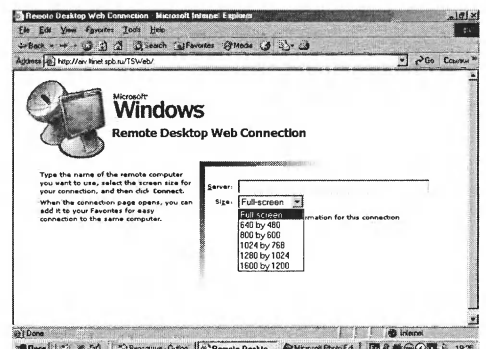 Remote Desktop Web Connection - Microsoft Internet Explorer
File Edit View Favorites Tools Help
Back Search Favorites Media
Address /TSWeb/ Go
Microsoft
Windows
Remote Desktop Web Connection
Type the name of the remote computer
you want to use, select the screen size for
your connection, and then click Connect.
When the connection page opens, you can
add it to your Favorites for easy
connection to the same computer.
Server:
Size: Full-screen
Full screen
rmation for this connection
640 by 480
800 by 600
1024 by 768
1280 by 1024
1600 by 1200
Done Internet
Remote Deskto